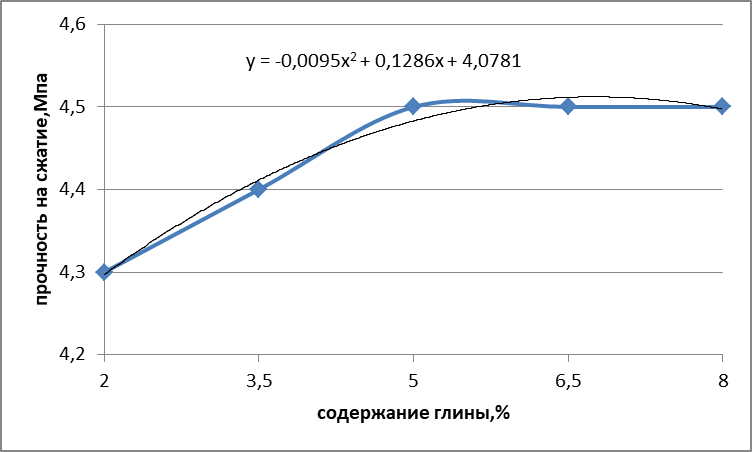 4,6
y = -0,0095x² + 0,1286x + 4,0781
4,5
4,4
4,3
4,2
2 3,5 5 6,5 8
прочность на сжатие,Мпа
содержание глины,%